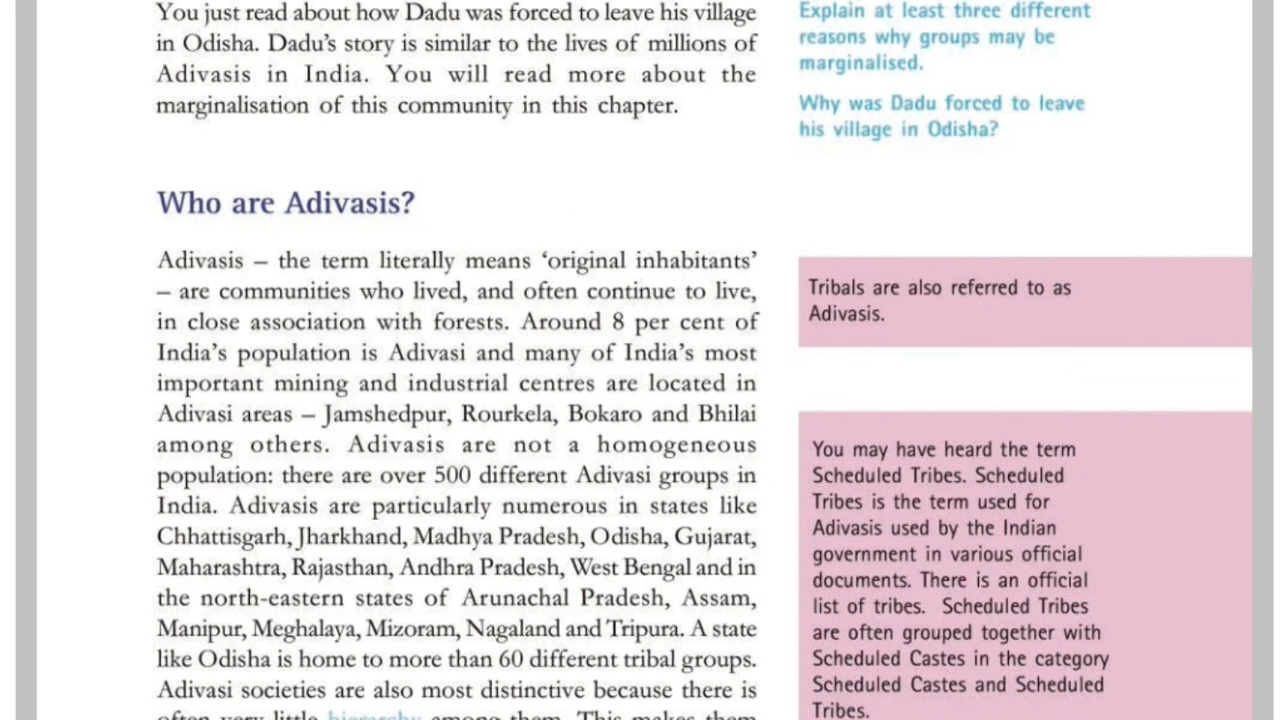 You just read about how Dadu was forced to leave his village
in Odisha. Dadu's story is similar to the lives of millions of
Adivasis in India. You will read more about the
marginalisation of this community in this chapter.
Explain at least three different
reasons why groups may be
marginalised.
Why was Dadu forced to leave
his village in Odisha?
Who are Adivasis?
Adivasis – the term literally means ‘original inhabitants’
– are communities who lived, and often continue to live,
in close association with forests. Around 8 per cent of
India's population is Adivasi and many of India's most
important mining and industrial centres are located in
Adivasi areas – Jamshedpur, Rourkela, Bokaro and Bhilai
among others. Adivasis are not a homogeneous
population: there are over 500 different Adivasi groups in
India. Adivasis are particularly numerous in states like
Chhattisgarh, Jharkhand, Madhya Pradesh, Odisha, Gujarat,
Maharashtra, Rajasthan, Andhra Pradesh, West Bengal and in
the north-eastern states of Arunachal Pradesh, Assam,
Manipur, Meghalaya, Mizoram, Nagaland and Tripura. A state
like Odisha is home to more than 60 different tribal groups.
Adivasi societies are also most distinctive because there is
often very little hierarchy among them. This makes them
Tribals are also referred to as
Adivasis.
You may have heard the term
Scheduled Tribes. Scheduled
Tribes is the term used for
Adivasis used by the Indian
government in various official
documents. There is an official
list of tribes. Scheduled Tribes
are often grouped together with
Scheduled Castes in the category
Scheduled Castes and Scheduled
Tribes.